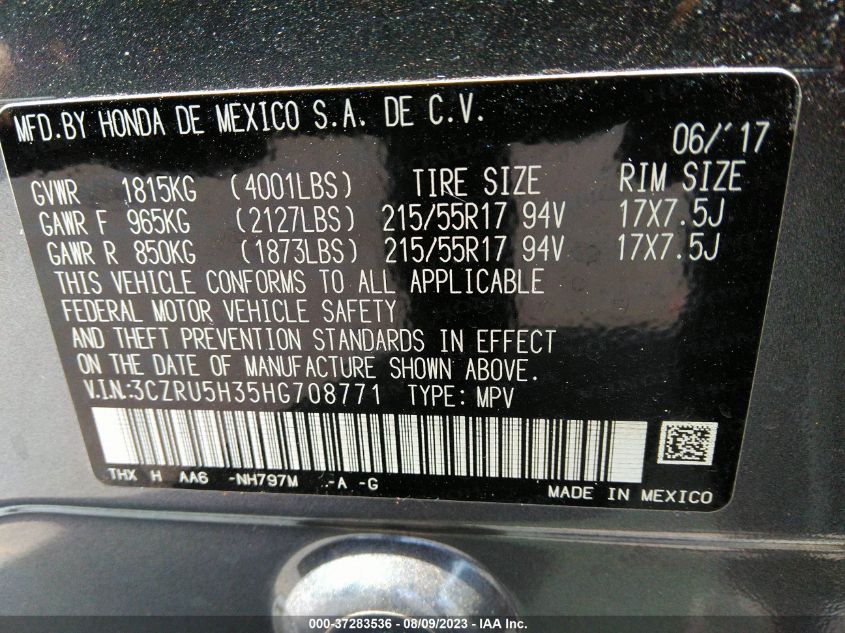 MFD.BY HONDA DE MEXICO S.A. DE C.V.
06/'17
GVWR 1815KG (4001LBS) TIRE SIZE RIM SIZE
GAWR F 965KG (2127LBS) 215/55R17 94V 17X7.5J
GAWR R 850KG (1873LBS) 215/55R17 94V 17X7.5J
THIS VEHICLE CONFORMS TO ALL APPLICABLE
FEDERAL MOTOR VEHICLE SAFETY
AND THEFT PREVENTION STANDARDS IN EFFECT
ON THE DATE OF MANUFACTURE SHOWN ABOVE.
V.I.N.:3CZRU5H35HG708771 TYPE: MPV
THX H AA6 -NH797M -A -G
MADE IN MEXICO
000-37283536 - 08/09/2023 - IAA Inc.